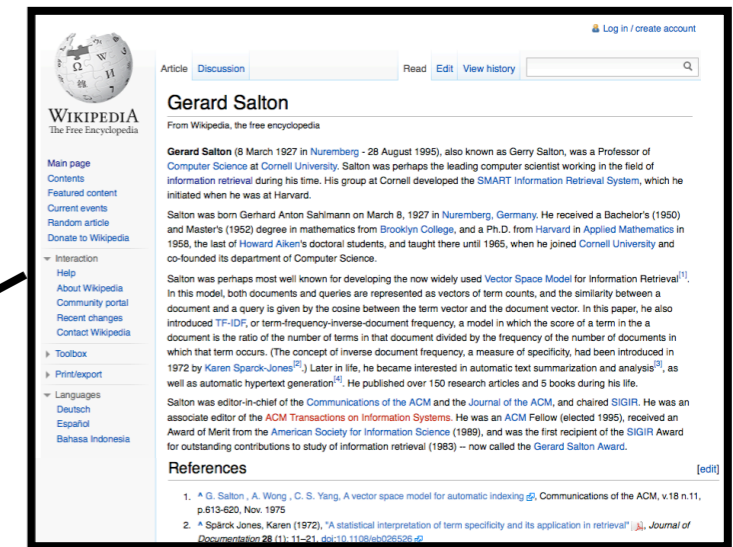 Log in / create account
Article Discussion Read Edit View history
WIKIPEDIA
The Free Encyclopedia
Main page
Contents
Featured content
Current events
Random article
Donate to Wikipedia
Interaction
Help
About Wikipedia
Community portal
Recent changes
Contact Wikipedia
Toolbox
Print/export
Languages
Deutsch
Español
Bahasa Indonesia
Gerard Salton
From Wikipedia, the free encyclopedia
Gerard Salton (8 March 1927 in Nuremberg - 28 August 1995), also known as Gerry Salton, was a Professor of
Computer Science at Cornell University. Salton was perhaps the leading computer scientist working in the field of
information retrieval during his time. His group at Cornell developed the SMART Information Retrieval System, which he
initiated when he was at Harvard.
Salton was born Gerhard Anton Sahlmann on March 8, 1927 in Nuremberg, Germany. He received a Bachelor's (1950)
and Master's (1952) degree in mathematics from Brooklyn College, and a Ph.D. from Harvard in Applied Mathematics in
1958, the last of Howard Aiken's doctoral students, and taught there until 1965, when he joined Cornell University and
co-founded its department of Computer Science.
Salton was perhaps most well known for developing the now widely used Vector Space Model for Information Retrieval[1].
In this model, both documents and queries are represented as vectors of term counts, and the similarity between a
document and a query is given by the cosine between the term vector and the document vector. In this paper, he also
introduced TF-IDF, or term-frequency-inverse-document frequency, a model in which the score of a term in the a
document is the ratio of the number of terms in that document divided by the frequency of the number of documents in
which that term occurs. (The concept of inverse document frequency, a measure of specificity, had been introduced in
1972 by Karen Sparck-Jones[2].) Later in life, he became interested in automatic text summarization and analysis[3], as
well as automatic hypertext generation[4]. He published over 150 research articles and 5 books during his life.
Salton was editor-in-chief of the Communications of the ACM and the Journal of the ACM, and chaired SIGIR. He was an
associate editor of the ACM Transactions on Information Systems. He was an ACM Fellow (elected 1995), received an
Award of Merit from the American Society for Information Science (1989), and was the first recipient of the SIGIR Award
for outstanding contributions to study of information retrieval (1983) -- now called the Gerard Salton Award.
References [edit]
1. ^ G. Salton , A. Wong , C. S. Yang, A vector space model for automatic indexing, Communications of the ACM, v.18 n.11,
p.613-620, Nov. 1975
2. ^ Spärck Jones, Karen (1972), "A statistical interpretation of term specificity and its application in retrieval", Journal of
Documentation 28 (1): 11–21, doi:10.1108/eb026526